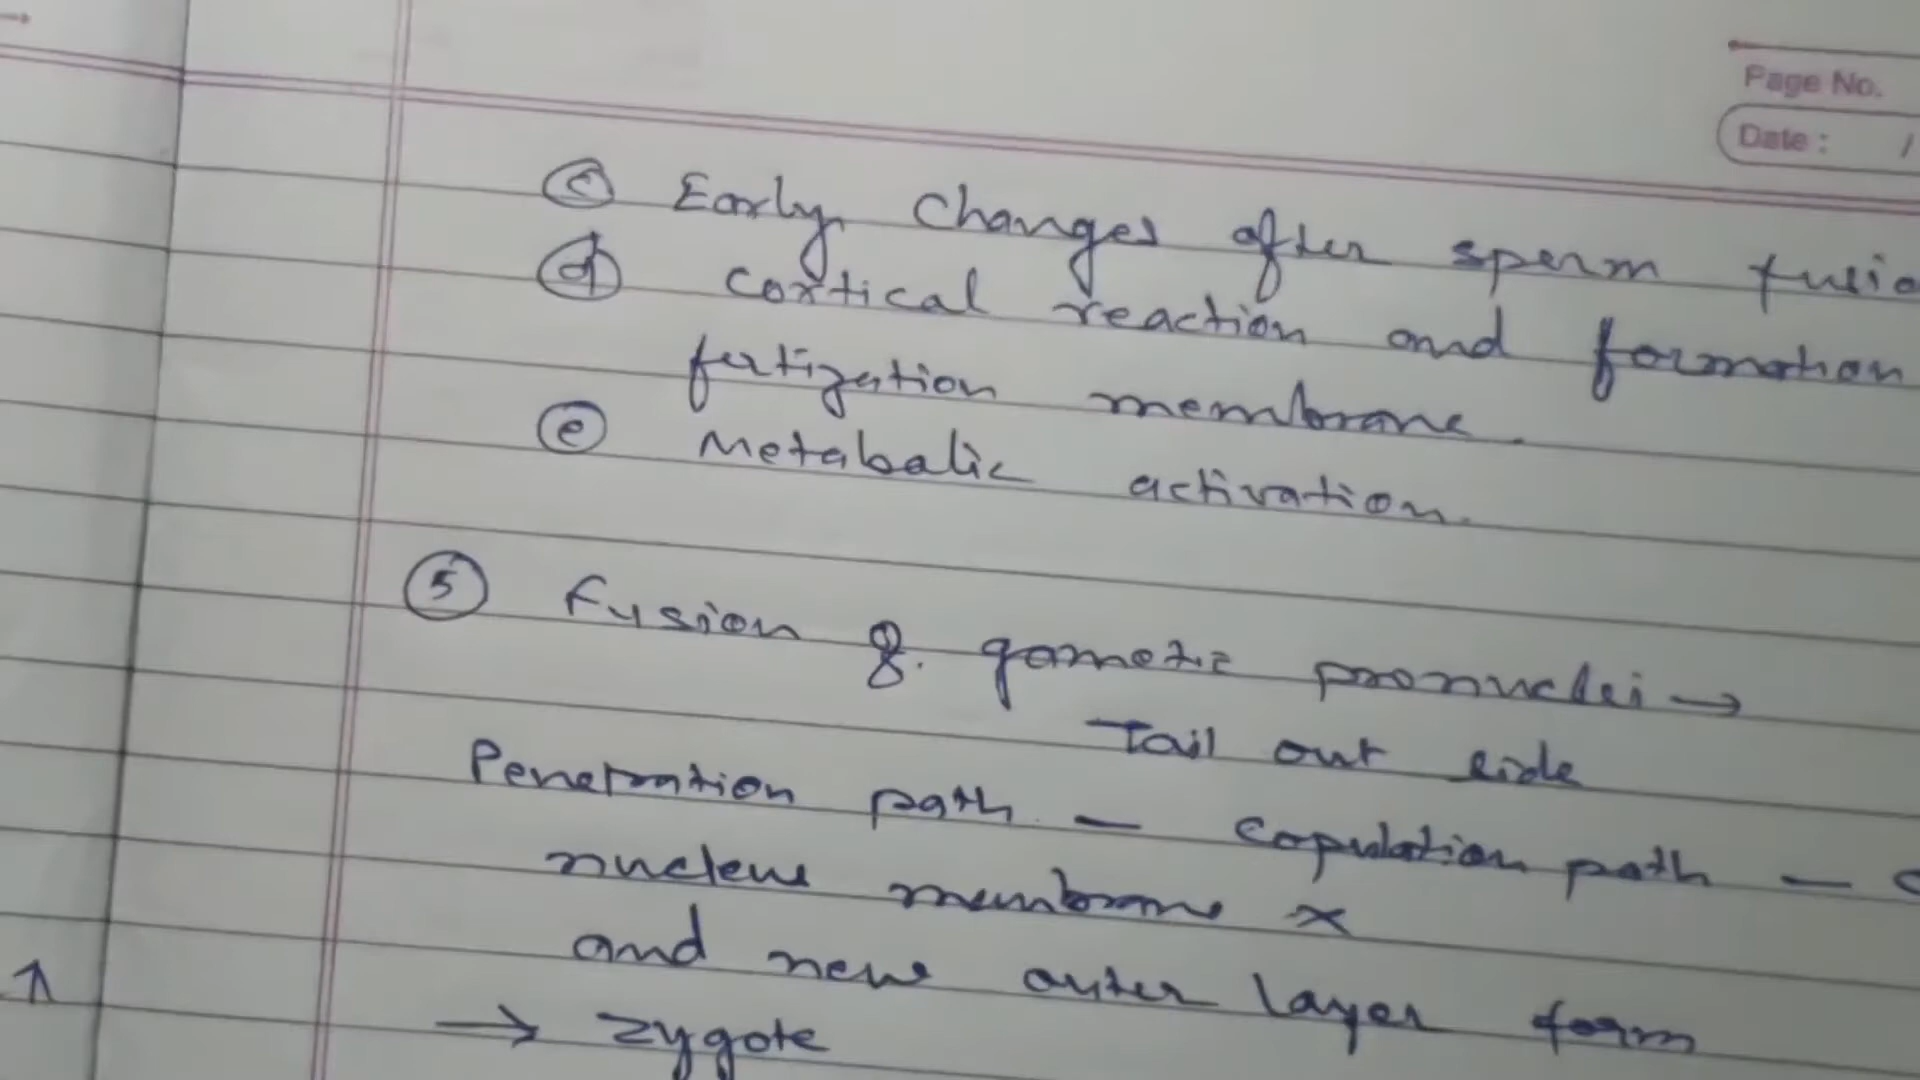 Page No.
Date : /
(c) Early changes after sperm fusio
(d) cortical reaction and formation
fertization membrane.
(e) Metabalic activation.
(5) Fusion of gametic pronuclei →
Tail out side
Penetration path — copulation path —
nucleus membrane x
and new outer layer form
→ zygote